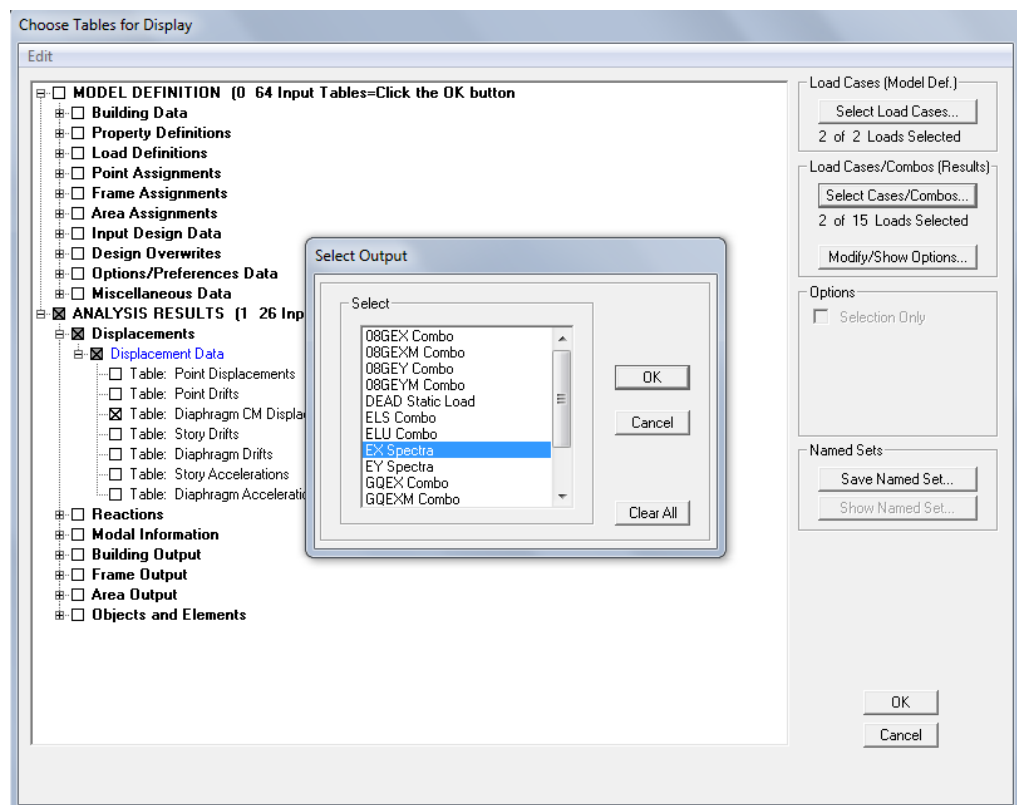 Choose Tables for Display
Edit
MODEL DEFINITION (0 64 Input Tables=Click the OK button
Building Data
Property Definitions
Load Definitions
Point Assignments
Frame Assignments
Area Assignments
Input Design Data
Design Overwrites
Options/Preferences Data
Miscellaneous Data
ANALYSIS RESULTS (1 26 Inp
Displacements
Displacement Data
Table: Point Displacements
Table: Point Drifts
Table: Diaphragm CM Displa
Table: Story Drifts
Table: Diaphragm Drifts
Table: Story Accelerations
Table: Diaphragm Acceleratio
Reactions
Modal Information
Building Output
Frame Output
Area Output
Objects and Elements
Select Output
Select
08GEX Combo
08GEXM Combo
08GEY Combo
08GEYM Combo
DEAD Static Load
ELS Combo
ELU Combo
EX Spectra
EY Spectra
GQEX Combo
GQEXM Combo
OK
Cancel
Clear All
Load Cases (Model Def.)
Select Load Cases...
2 of 2 Loads Selected
Load Cases/Combos (Results)
Select Cases/Combos...
2 of 15 Loads Selected
Modify/Show Options...
Options
Selection Only
Named Sets
Save Named Set...
Show Named Set...
OK
Cancel